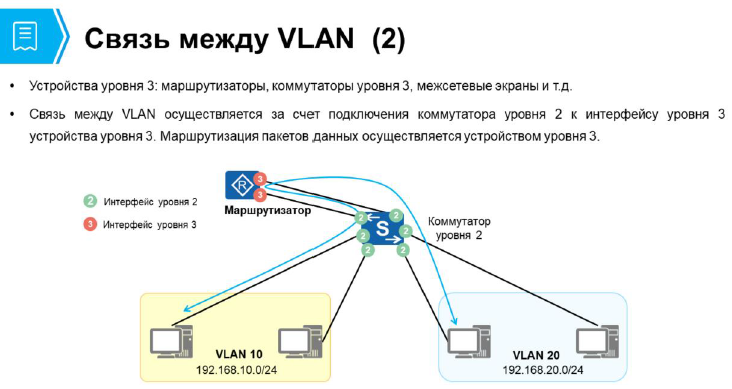 Связь между VLAN (2)
• Устройства уровня 3: маршрутизаторы, коммутаторы уровня 3, межсетевые экраны и т.д.
• Связь между VLAN осуществляется за счет подключения коммутатора уровня 2 к интерфейсу уровня 3
устройства уровня 3. Маршрутизация пакетов данных осуществляется устройством уровня 3.
2 Интерфейс уровня 2
3 Интерфейс уровня 3
R
3
3
Маршрутизатор
2
2
S
2
2
2
2
Коммутатор
уровня 2
VLAN 10
192.168.10.0/24
VLAN 20
192.168.20.0/24